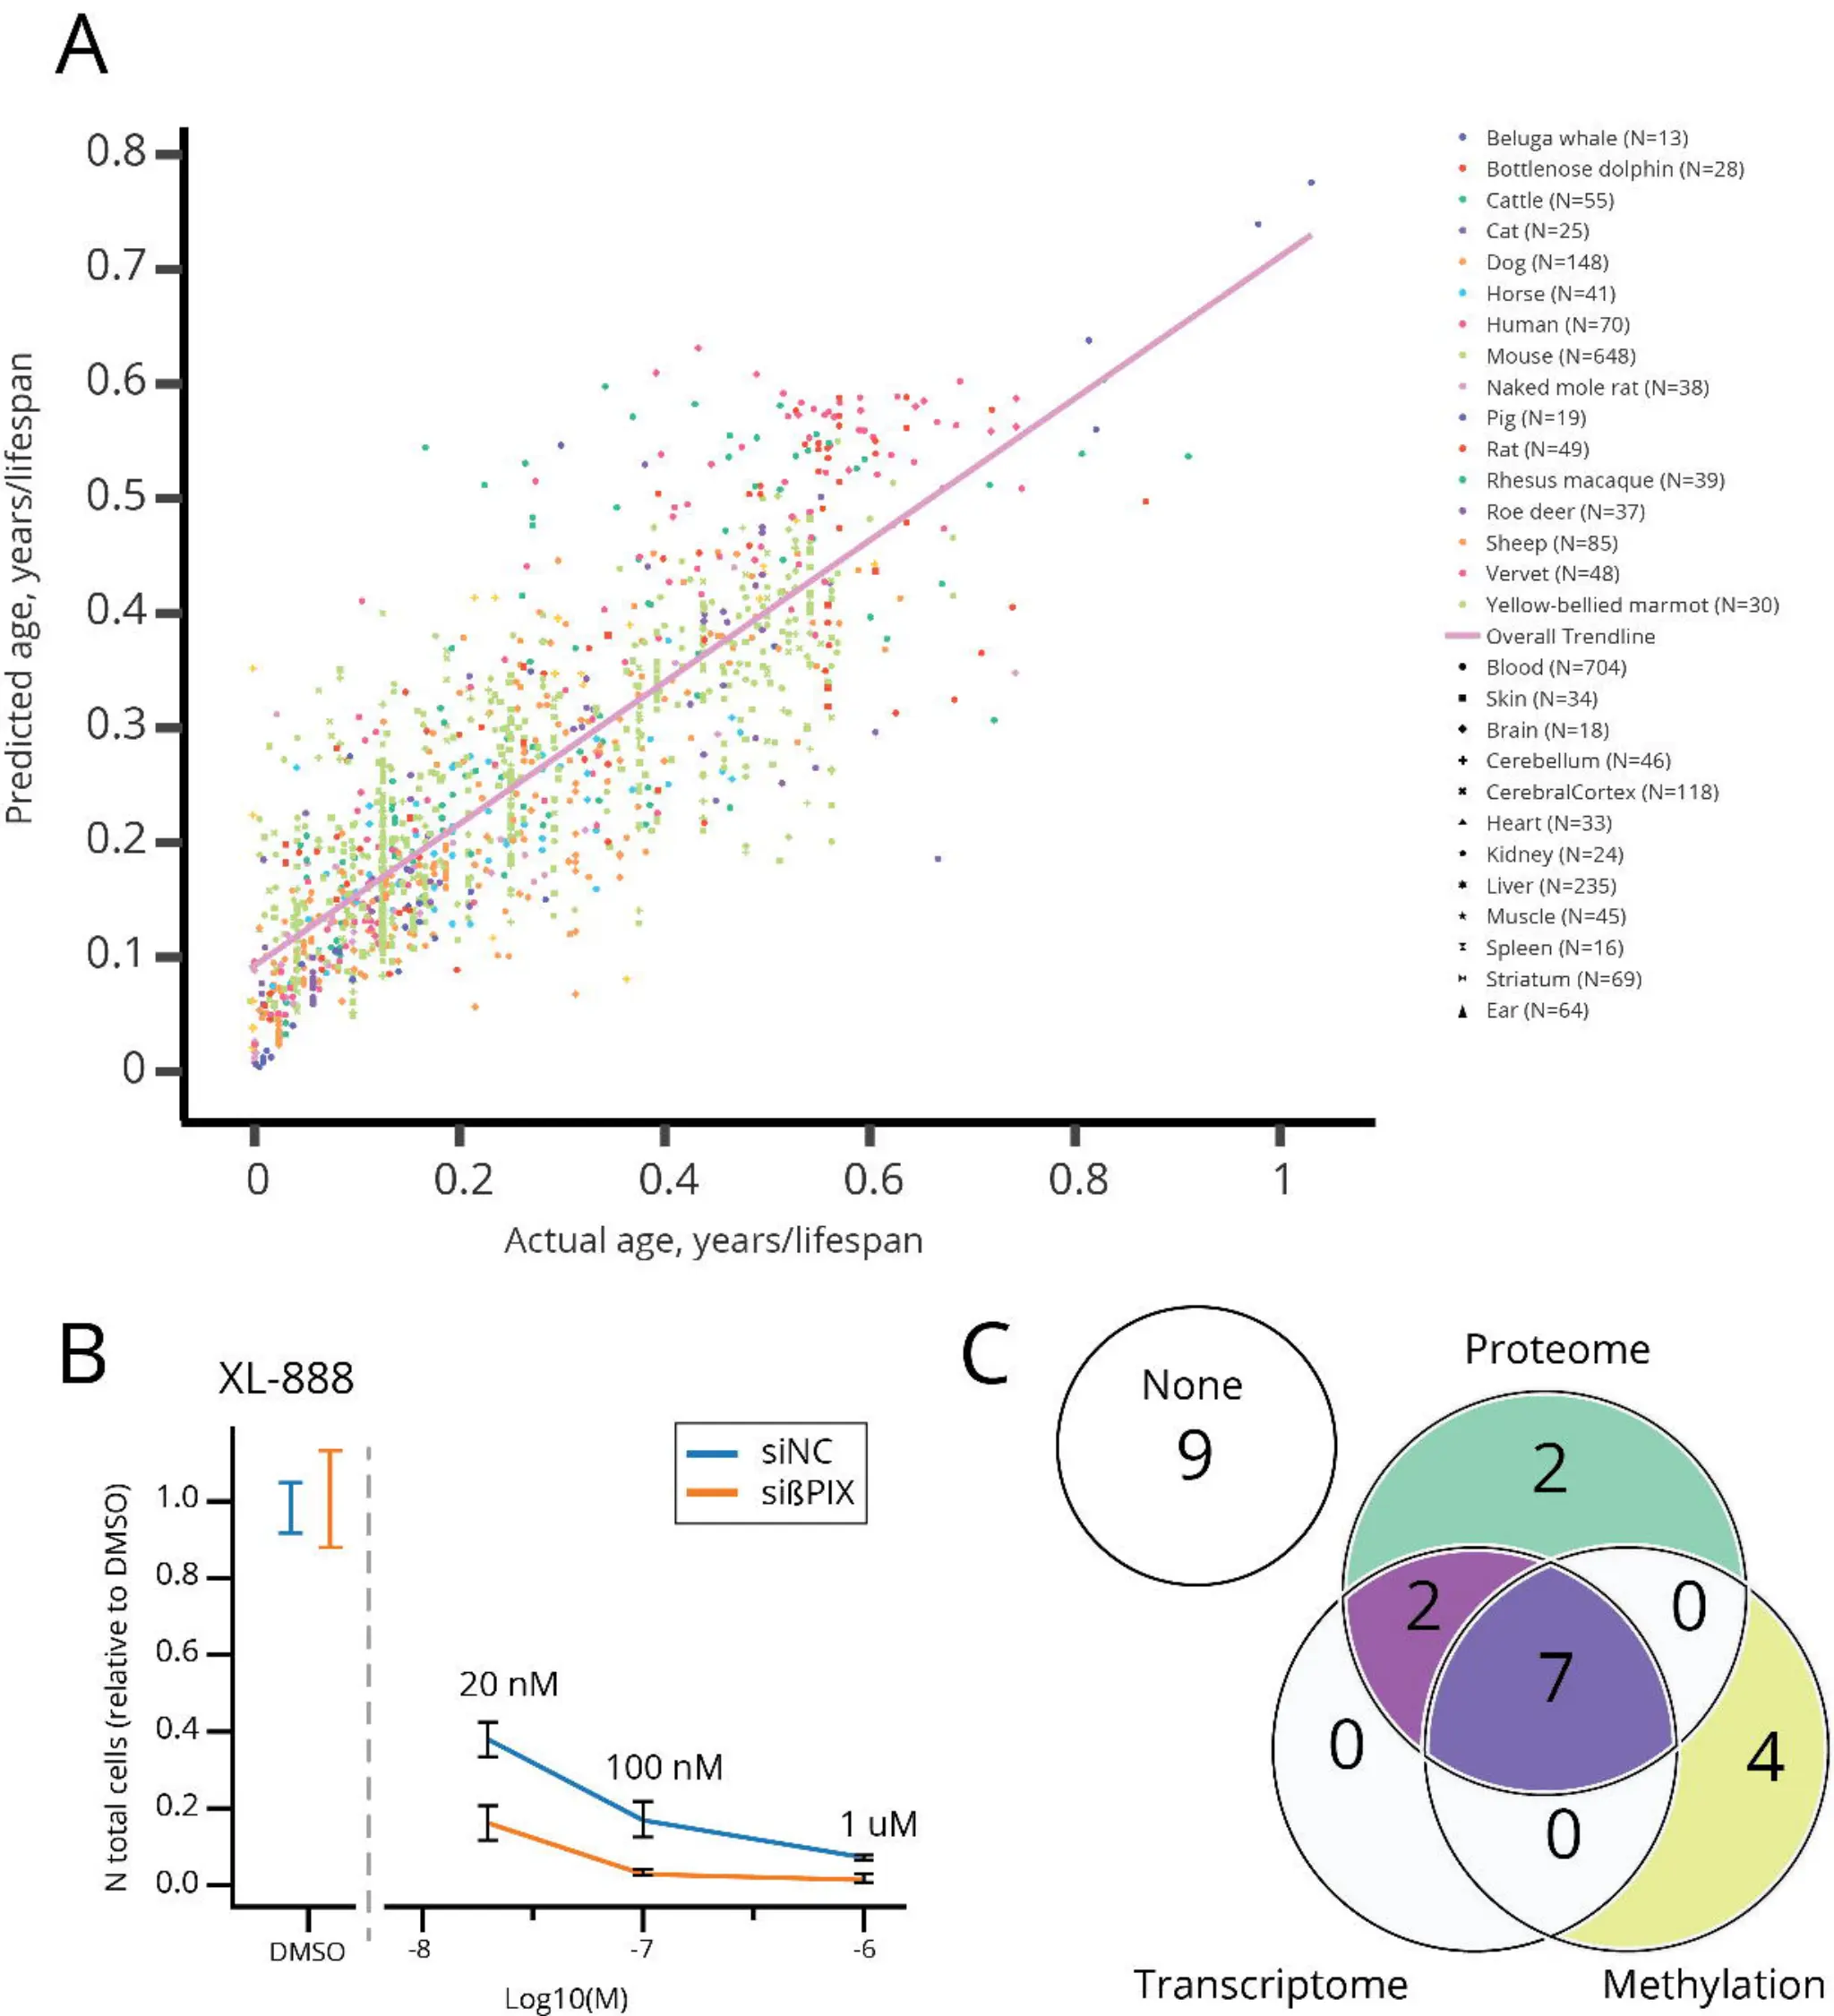 A
Predicted age, years/lifespan
0.8
0.7
0.6
0.5
0.4
0.3
0.2
0.1
0
0
0.2
0.4
0.6
0.8
1
Actual age, years/lifespan
Beluga whale (N=13)
Bottlenose dolphin (N=28)
Cattle (N=55)
Cat (N=25)
Dog (N=148)
Horse (N=41)
Human (N=70)
Mouse (N=648)
Naked mole rat (N=38)
Pig (N=19)
Rat (N=49)
Rhesus macaque (N=39)
Roe deer (N=37)
Sheep (N=85)
Vervet (N=48)
Yellow-bellied marmot (N=30)
Overall Trendline
Blood (N=704)
Skin (N=34)
Brain (N=18)
Cerebellum (N=46)
CerebralCortex (N=118)
Heart (N=33)
Kidney (N=24)
Liver (N=235)
Muscle (N=45)
Spleen (N=16)
Striatum (N=69)
Ear (N=64)
B
XL-888
N total cells (relative to DMSO)
1.0
0.8
0.6
0.4
0.2
0.0
siNC
sißPIX
20 nM
100 nM
1 uM
DMSO
-8
-7
-6
Log10(M)
C
None
9
Proteome
2
2
0
7
0
4
0
Transcriptome
Methylation